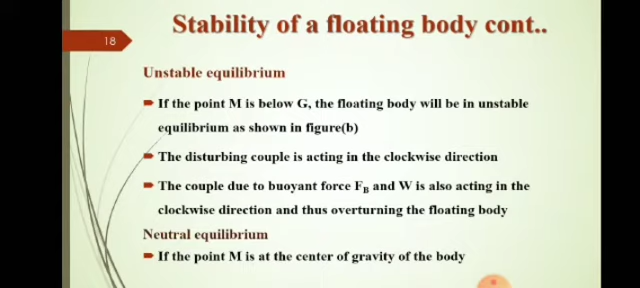 Stability of a floating body cont..
18
Unstable equilibrium
If the point M is below G, the floating body will be in unstable
equilibrium as shown in figure(b)
The disturbing couple is acting in the clockwise direction
The couple due to buoyant force FB and W is also acting in the
clockwise direction and thus overturning the floating body
Neutral equilibrium
If the point M is at the center of gravity of the body